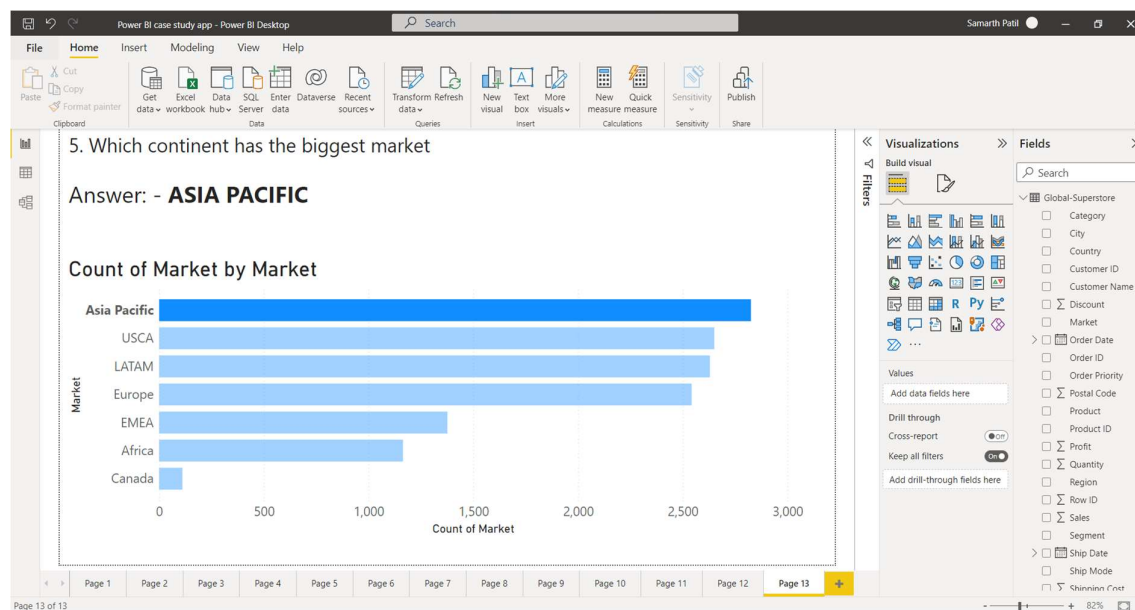 Power BI case study app - Power BI Desktop
Search
Samarth Patil
File Home Insert Modeling View Help
Paste
Cut
Copy
Format painter
Clipboard
Get data
Excel workbook
Data hub
SQL Server
Enter data
Dataverse
Recent sources
Data
Transform data
Refresh
Queries
New visual
Text box
More visuals
Insert
New measure
Quick measure
Calculations
Sensitivity
Sensitivity
Publish
Share
5. Which continent has the biggest market
Answer: - ASIA PACIFIC
Count of Market by Market
Market
Asia Pacific
USCA
LATAM
Europe
EMEA
Africa
Canada
0 500 1,000 1,500 2,000 2,500 3,000
Count of Market
Filters
Visualizations
Build visual
123
R Py
Values
Add data fields here
Drill through
Cross-report Off
Keep all filters On
Add drill-through fields here
Fields
Search
Global-Superstore
Category
City
Country
Customer ID
Customer Name
∑ Discount
Market
Order Date
Order ID
Order Priority
∑ Postal Code
Product
Product ID
∑ Profit
∑ Quantity
Region
∑ Row ID
∑ Sales
Segment
Ship Date
Ship Mode
∑ Shipping Cost
Page 1 Page 2 Page 3 Page 4 Page 5 Page 6 Page 7 Page 8 Page 9 Page 10 Page 11 Page 12 Page 13 +
Page 13 of 13
- + 82%